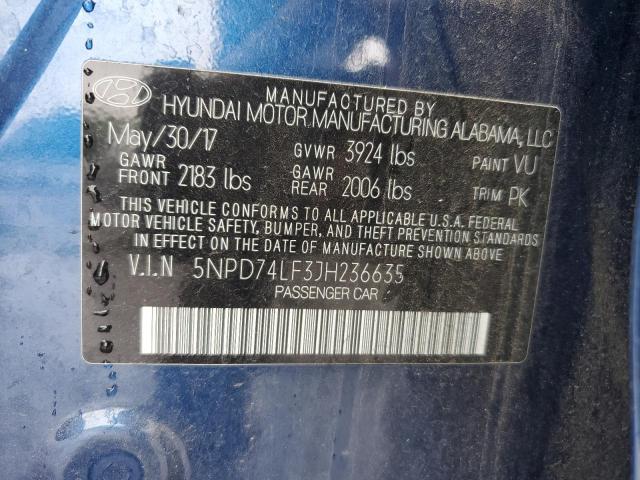 MANUFACTURED BY
HYUNDAI MOTOR MANUFACTURING ALABAMA, LLC
May/30/17 GVWR 3924 lbs PAINT VU
GAWR FRONT 2183 lbs GAWR REAR 2006 lbs TRIM PK
THIS VEHICLE CONFORMS TO ALL APPLICABLE U.S.A. FEDERAL
MOTOR VEHICLE SAFETY, BUMPER, AND THEFT PREVENTION STANDARDS
IN EFFECT ON THE DATE OF MANUFACTURE SHOWN ABOVE
V.I.N 5NPD74LF3JH236635
PASSENGER CAR